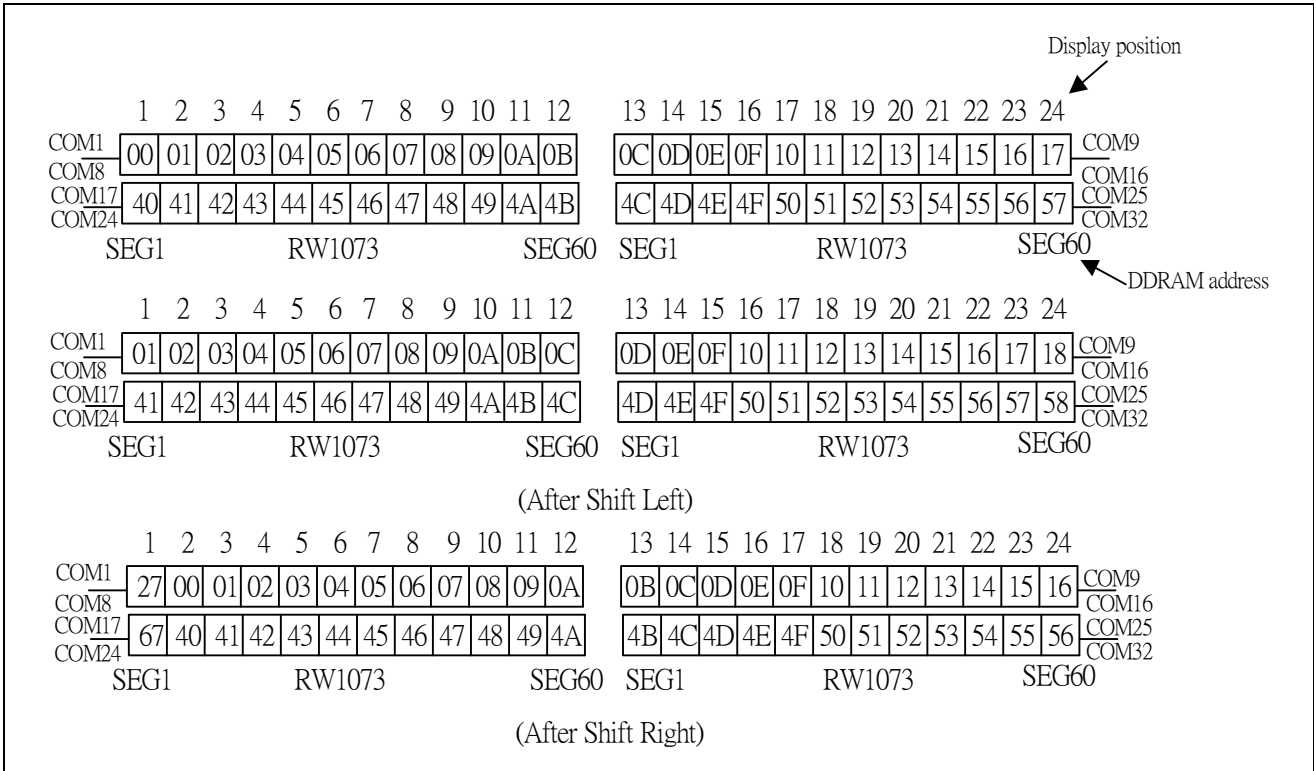 Display position
1 2 3 4 5 6 7 8 9 10 11 12 13 14 15 16 17 18 19 20 21 22 23 24
COM1
00 01 02 03 04 05 06 07 08 09 0A 0B 0C 0D 0E 0F 10 11 12 13 14 15 16 17 COM9
COM8 COM16
COM17 COM25
40 41 42 43 44 45 46 47 48 49 4A 4B 4C 4D 4E 4F 50 51 52 53 54 55 56 57
COM24 COM32
SEG1 RW1073 SEG60 SEG1 RW1073 SEG60
DDRAM address
1 2 3 4 5 6 7 8 9 10 11 12 13 14 15 16 17 18 19 20 21 22 23 24
COM1
01 02 03 04 05 06 07 08 09 0A 0B 0C 0D 0E 0F 10 11 12 13 14 15 16 17 18 COM9
COM8 COM16
COM17 COM25
41 42 43 44 45 46 47 48 49 4A 4B 4C 4D 4E 4F 50 51 52 53 54 55 56 57 58
COM24 COM32
SEG1 RW1073 SEG60 SEG1 RW1073 SEG60
(After Shift Left)
1 2 3 4 5 6 7 8 9 10 11 12 13 14 15 16 17 18 19 20 21 22 23 24
COM1
27 00 01 02 03 04 05 06 07 08 09 0A 0B 0C 0D 0E 0F 10 11 12 13 14 15 16 COM9
COM8 COM16
COM17 COM25
67 40 41 42 43 44 45 46 47 48 49 4A 4B 4C 4D 4E 4F 50 51 52 53 54 55 56
COM24 COM32
SEG1 RW1073 SEG60 SEG1 RW1073 SEG60
(After Shift Right)